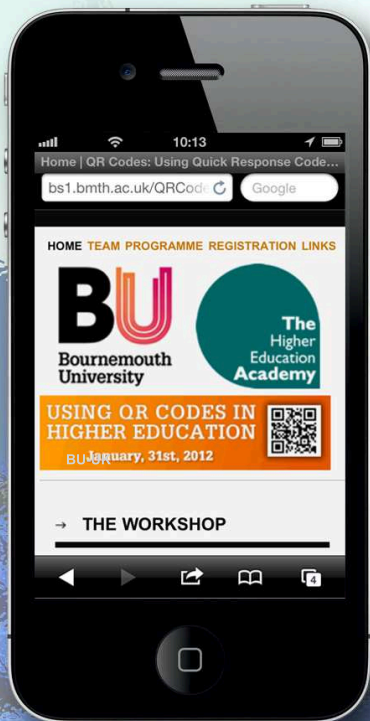 10:13
Home | QR Codes: Using Quick Response Code...
bs1.bmth.ac.uk/QRCode
Google
HOME TEAM PROGRAMME REGISTRATION LINKS
BU
Bournemouth
University
The
Higher
Education
Academy
USING QR CODES IN
HIGHER EDUCATION
January, 31st, 2012
BU-UK
→ THE WORKSHOP
4